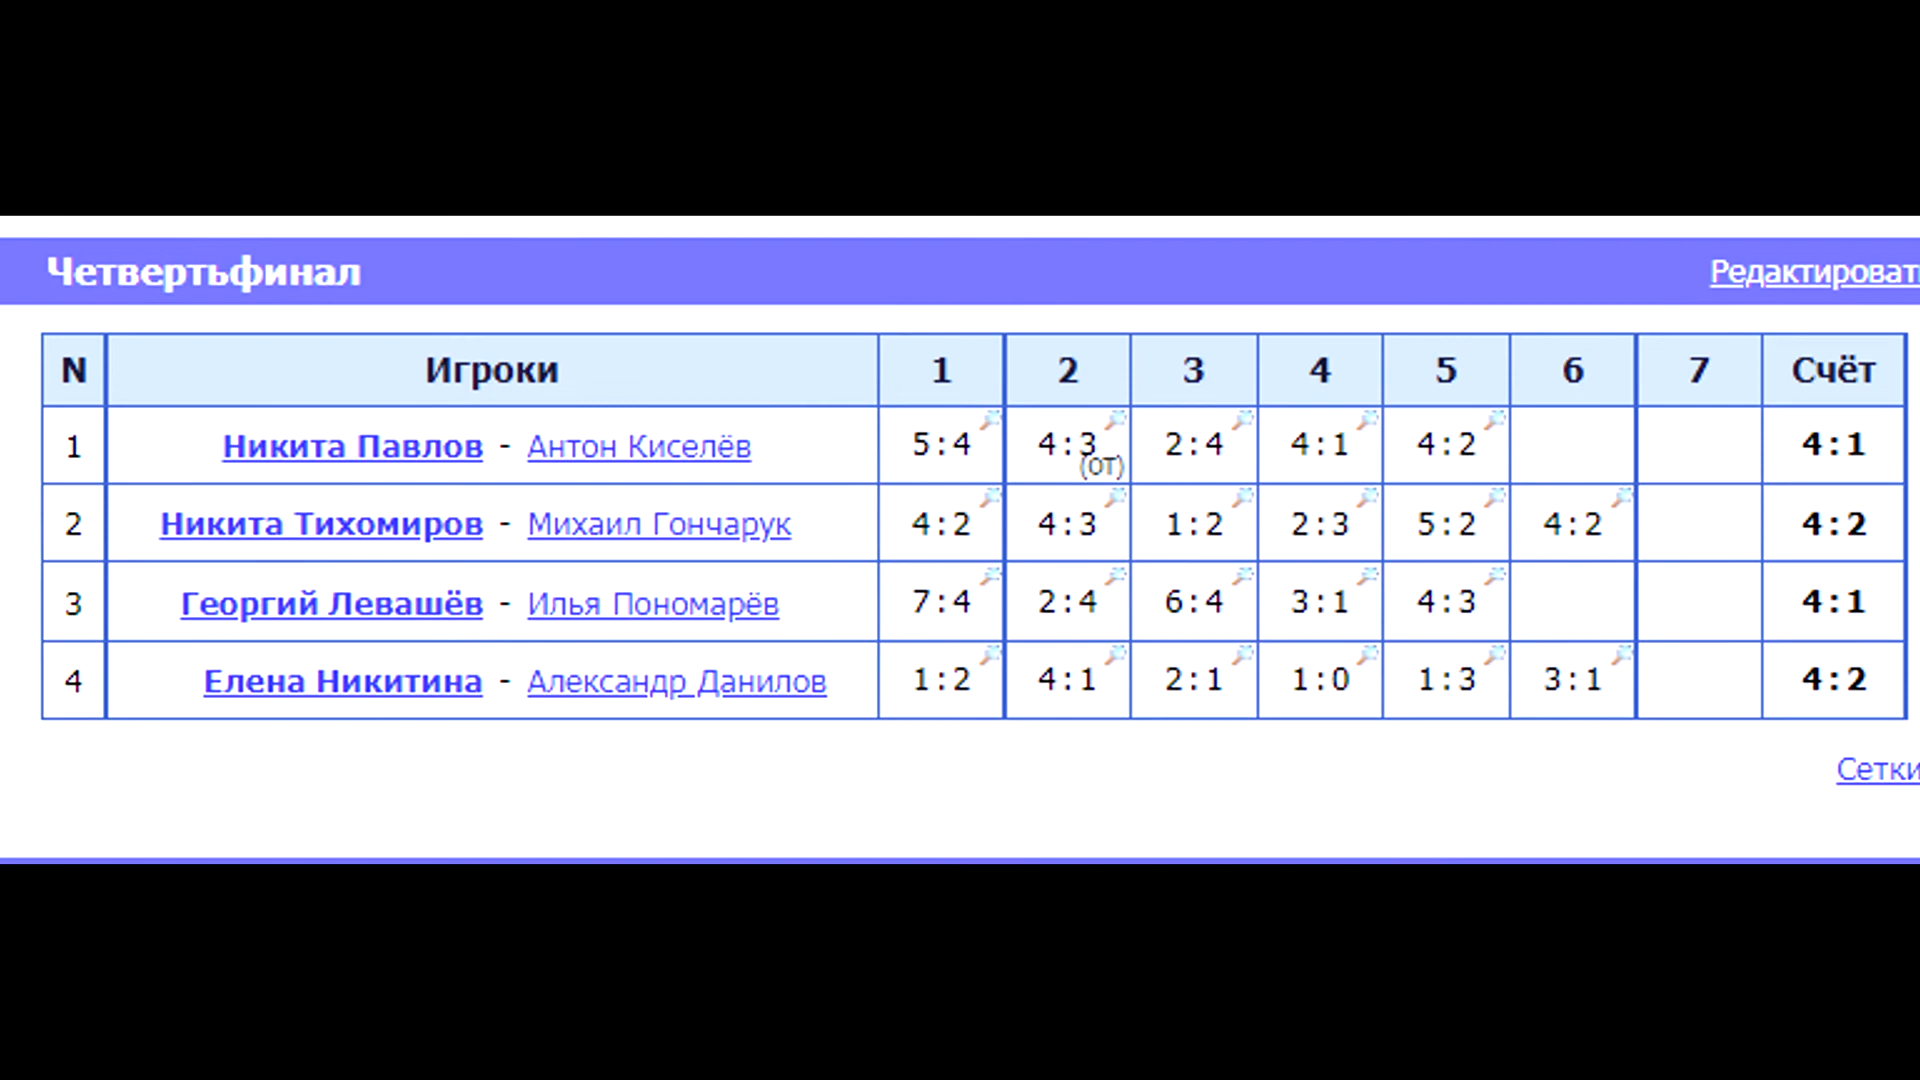 Четвертьфинал Редактироват
N Игроки 1 2 3 4 5 6 7 Счёт
1 Никита Павлов - Антон Киселёв 5:4 4:3 (от) 2:4 4:1 4:2 4:1
2 Никита Тихомиров - Михаил Гончарук 4:2 4:3 1:2 2:3 5:2 4:2 4:2
3 Георгий Левашёв - Илья Пономарёв 7:4 2:4 6:4 3:1 4:3 4:1
4 Елена Никитина - Александр Данилов 1:2 4:1 2:1 1:0 1:3 3:1 4:2
Сетки